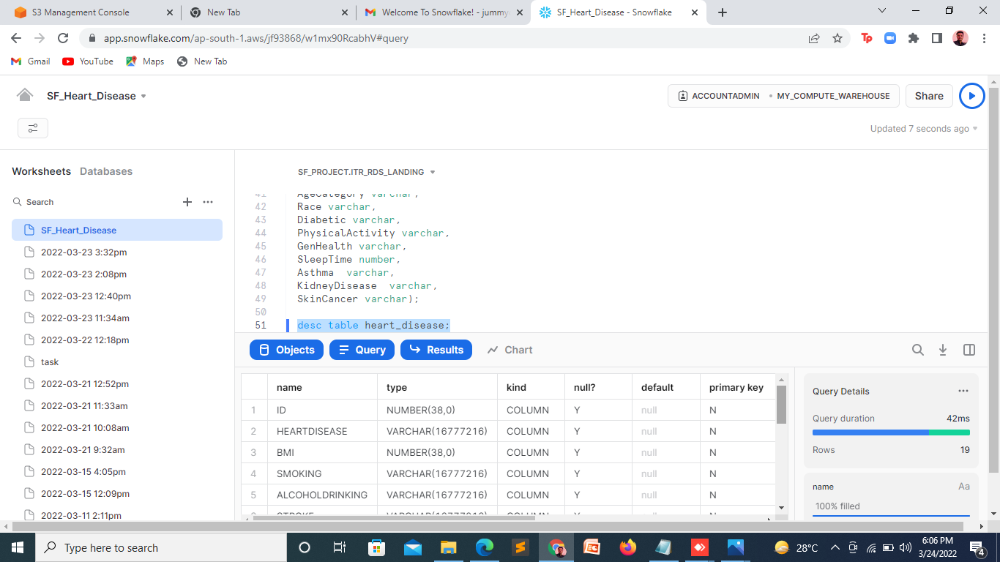 S3 Management Console
New Tab
Welcome To Snowflake! - jummy
SF_Heart_Disease - Snowflake
app.snowflake.com/ap-south-1.aws/jf93868/w1mx90RcabhV#query
Tp
Gmail
YouTube
Maps
New Tab
SF_Heart_Disease
ACCOUNTADMIN
MY_COMPUTE_WAREHOUSE
Share
Updated 7 seconds ago
Worksheets
Databases
Search
SF_Heart_Disease
2022-03-23 3:32pm
2022-03-23 2:08pm
2022-03-23 12:40pm
2022-03-23 11:34am
2022-03-22 12:18pm
task
2022-03-21 12:52pm
2022-03-21 11:33am
2022-03-21 10:08am
2022-03-21 9:32am
2022-03-15 4:05pm
2022-03-15 12:09pm
2022-03-11 2:11pm
SF_PROJECT.ITR_RDS_LANDING
41 AgeCategory varchar,
42 Race varchar,
43 Diabetic varchar,
44 PhysicalActivity varchar,
45 GenHealth varchar,
46 SleepTime number,
47 Asthma  varchar,
48 KidneyDisease  varchar,
49 SkinCancer varchar);
50
51 desc table heart_disease;
Objects
Query
Results
Chart
name type kind null? default primary key
1 ID NUMBER(38,0) COLUMN Y null N
2 HEARTDISEASE VARCHAR(16777216) COLUMN Y null N
3 BMI NUMBER(38,0) COLUMN Y null N
4 SMOKING VARCHAR(16777216) COLUMN Y null N
5 ALCOHOLDRINKING VARCHAR(16777216) COLUMN Y null N
Query Details
Query duration 42ms
Rows 19
name Aa
100% filled
Type here to search
28°C
6:06 PM
3/24/2022
4